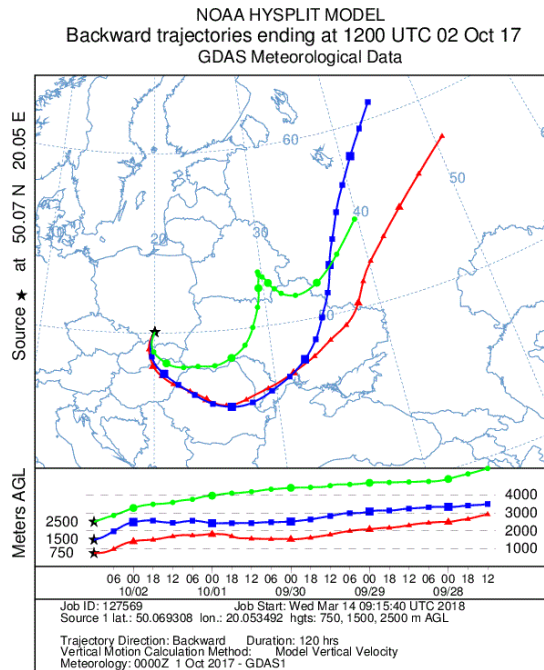 NOAA HYSPLIT MODEL
Backward trajectories ending at 1200 UTC 02 Oct 17
GDAS Meteorological Data
Source ★ at 50.07 N 20.05 E
60
50
40
30
20
50
Meters AGL
2500
1500
750
4000
3000
2000
1000
06 00 18 12 06 00 18 12 06 00 18 12 06 00 18 12 06 00 18 12
10/02 10/01 09/30 09/29 09/28
Job ID: 127569 Job Start: Wed Mar 14 09:15:40 UTC 2018
Source 1 lat.: 50.069308 lon.: 20.053492 hgts: 750, 1500, 2500 m AGL
Trajectory Direction: Backward Duration: 120 hrs
Vertical Motion Calculation Method: Model Vertical Velocity
Meteorology: 0000Z 1 Oct 2017 - GDAS1